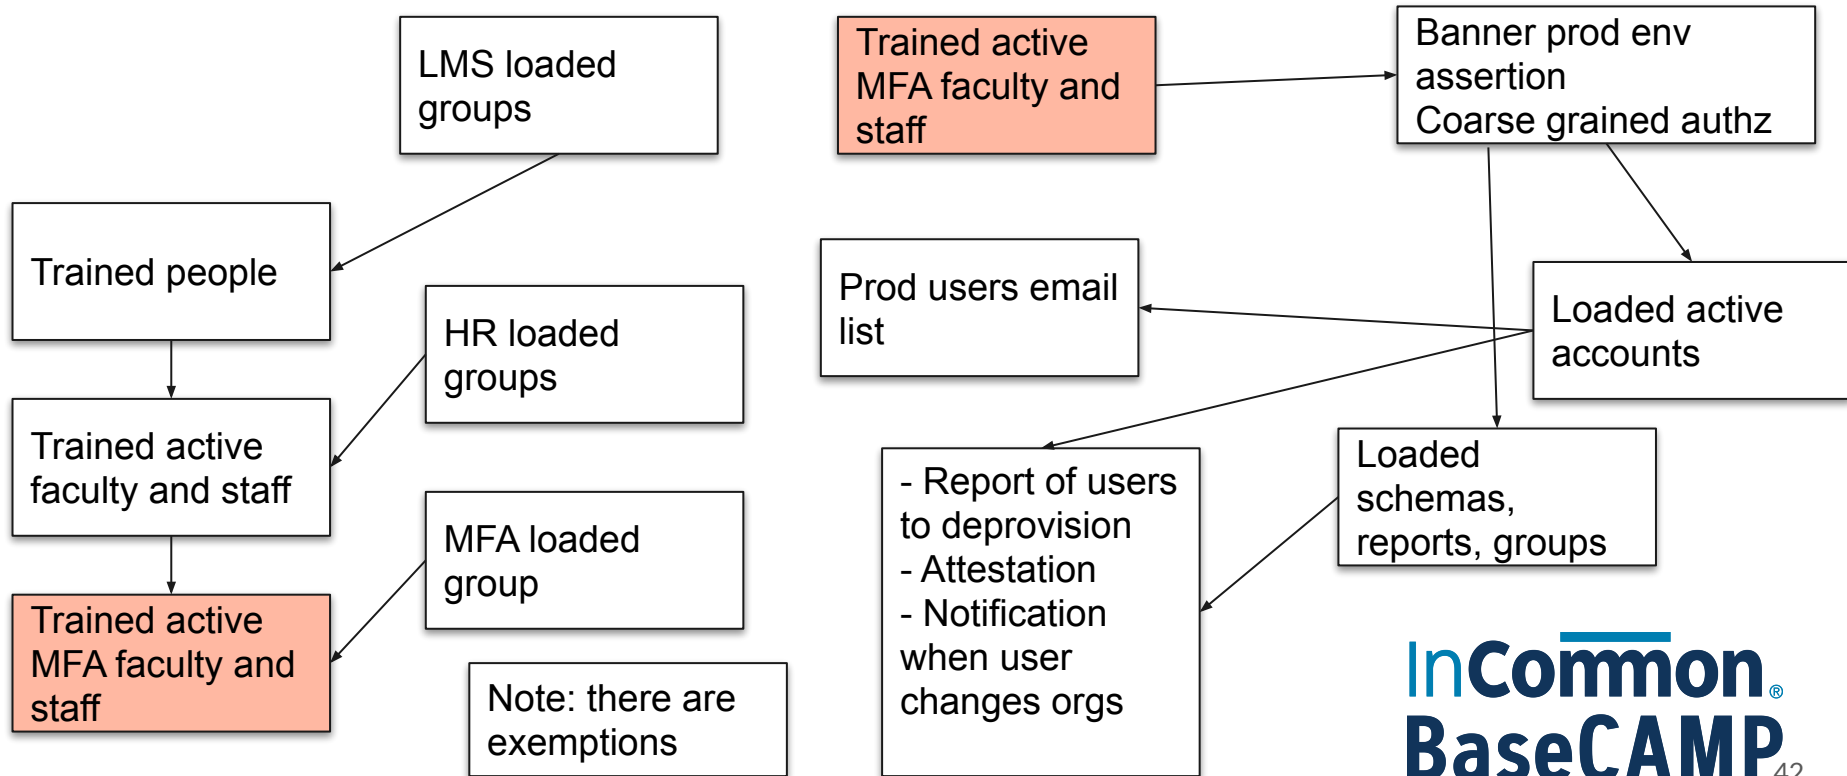 LMS loaded
groups
Trained people
HR loaded
groups
Trained active
faculty and staff
MFA loaded
group
Trained active
MFA faculty and
staff
Note: there are
exemptions
Trained active
MFA faculty and
staff
Banner prod env
assertion
Coarse grained authz
Prod users email
list
Loaded active
accounts
- Report of users
to deprovision
- Attestation
- Notification
when user
changes orgs
Loaded
schemas,
reports, groups
InCommon®
BaseCAMP
42